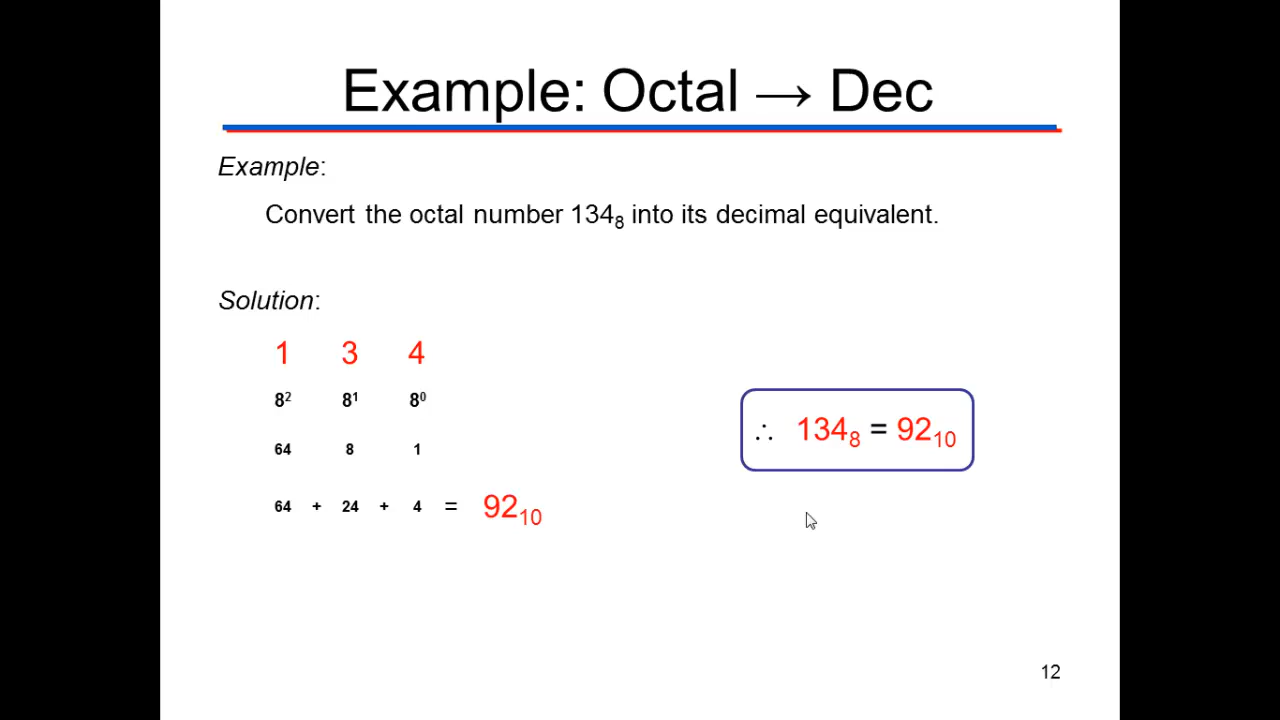 Example: Octal → Dec
Example:
Convert the octal number 134₈ into its decimal equivalent.
Solution:
1 3 4
8² 8¹ 8⁰
64 8 1
64 + 24 + 4 = 92₁₀
∴ 134₈ = 92₁₀
12